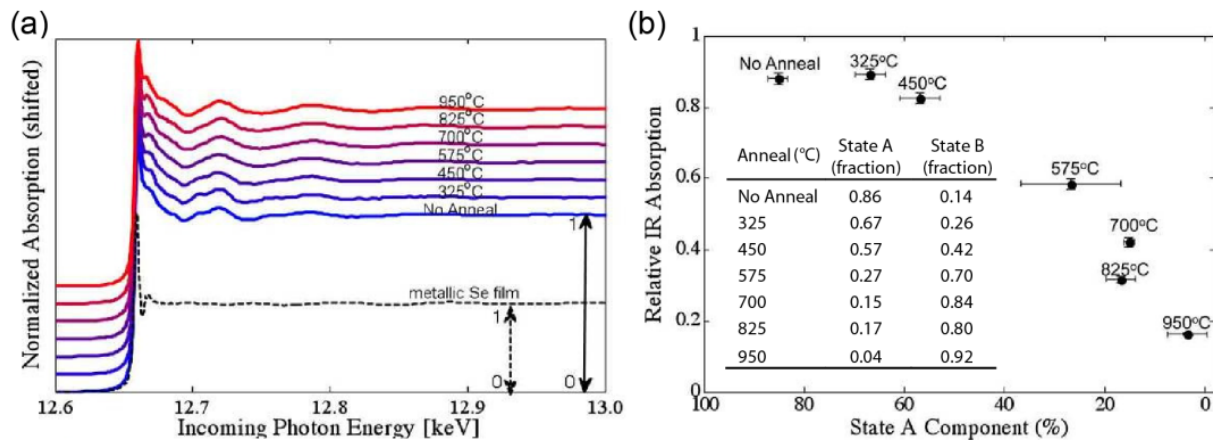 (a)
Normalized Absorption (shifted)
950°C
825°C
700°C
575°C
450°C
325°C
No Anneal
1
metallic Se film
1
0
0
12.6 12.7 12.8 12.9 13.0
Incoming Photon Energy [keV]
(b)
Relative IR Absorption
1
0.8
0.6
0.4
0.2
0
No Anneal
325°C
450°C
575°C
700°C
825°C
950°C
Anneal (°C) State A (fraction) State B (fraction)
No Anneal 0.86 0.14
325 0.67 0.26
450 0.57 0.42
575 0.27 0.70
700 0.15 0.84
825 0.17 0.80
950 0.04 0.92
100 80 60 40 20 0
State A Component (%)